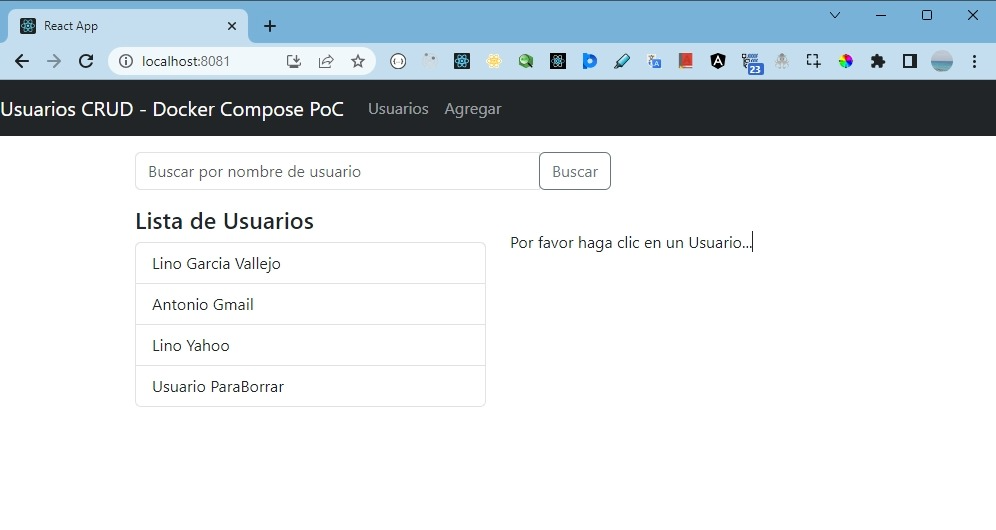 React App
localhost:8081
23
Usuarios CRUD - Docker Compose PoC Usuarios Agregar
Buscar por nombre de usuario Buscar
Lista de Usuarios
Por favor haga clic en un Usuario...
Lino Garcia Vallejo
Antonio Gmail
Lino Yahoo
Usuario ParaBorrar